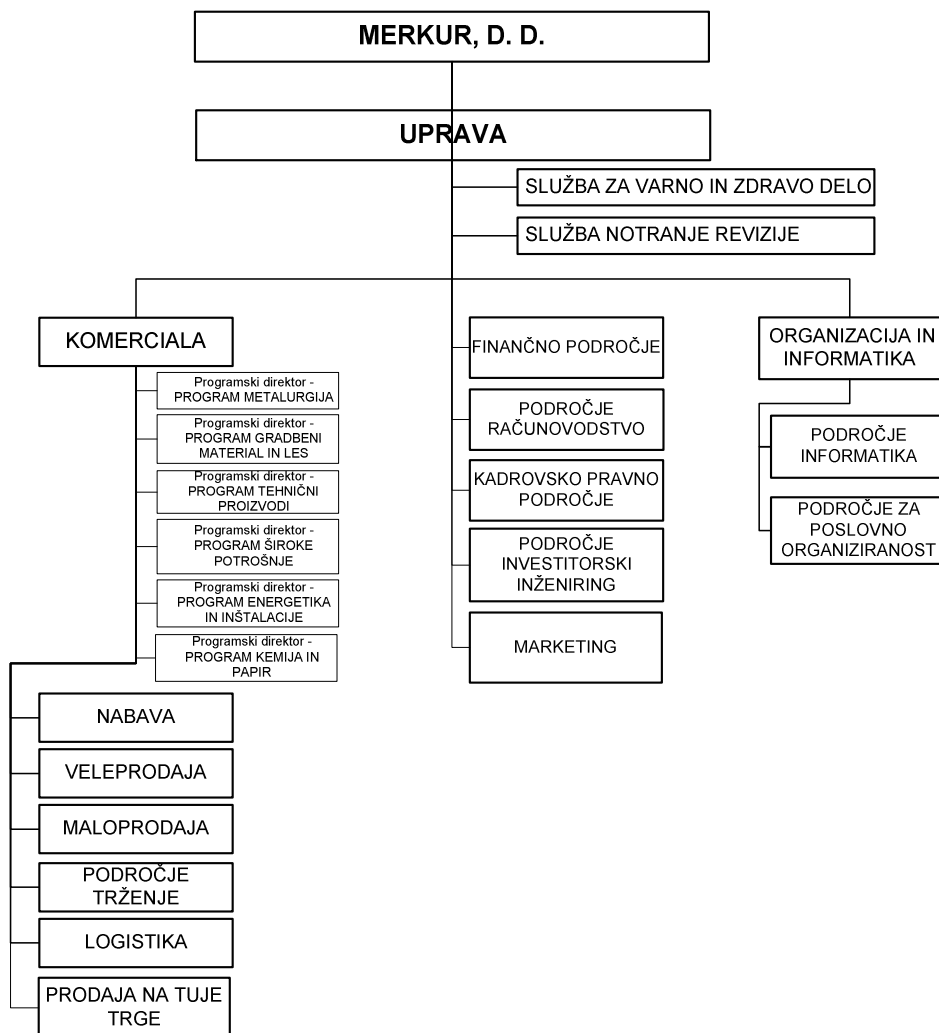 MERKUR, D. D.
UPRAVA
SLUŽBA ZA VARNO IN ZDRAVO DELO
SLUŽBA NOTRANJE REVIZIJE
KOMERCIALA
Programski direktor -
PROGRAM METALURGIJA
Programski direktor -
PROGRAM GRADBENI
MATERIAL IN LES
Programski direktor -
PROGRAM TEHNIČNI
PROIZVODI
Programski direktor -
PROGRAM ŠIROKE
POTROŠNJE
Programski direktor -
PROGRAM ENERGETIKA
IN INŠTALACIJE
Programski direktor -
PROGRAM KEMIJA IN
PAPIR
NABAVA
VELEPRODAJA
MALOPRODAJA
PODROČJE
TRŽENJE
LOGISTIKA
PRODAJA NA TUJE
TRGE
FINANČNO PODROČJE
PODROČJE
RAČUNOVODSTVO
KADROVSKO PRAVNO
PODROČJE
PODROČJE
INVESTITORSKI
INŽENIRING
MARKETING
ORGANIZACIJA IN
INFORMATIKA
PODROČJE
INFORMATIKA
PODROČJE ZA
POSLOVNO
ORGANIZIRANOST